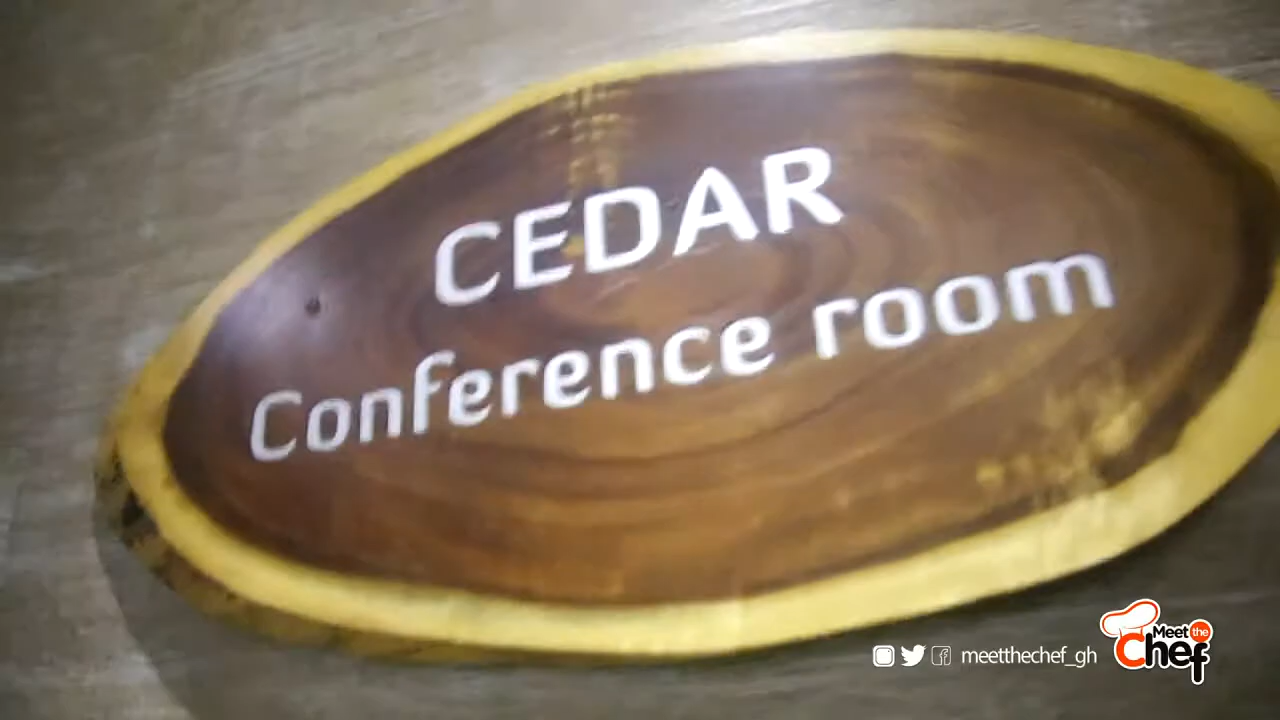 CEDAR
Conference room
meetthechef_gh
Meet the
Chef